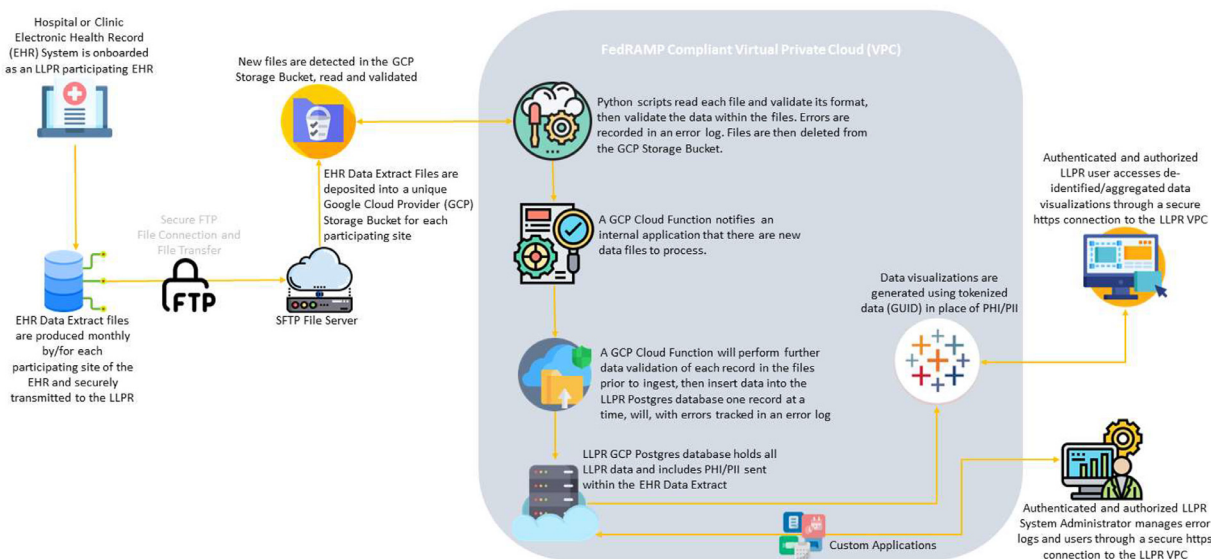 Hospital or Clinic
Electronic Health Record
(EHR) System is onboarded
as an LLPR participating EHR
New files are detected in the GCP
Storage Bucket, read and validated
EHR Data Extract Files are
deposited into a unique
Google Cloud Provider (GCP)
Storage Bucket for each
participating site
Secure FTP
File Connection and
File Transfer
FTP
SFTP File Server
EHR Data Extract files
are produced monthly
by/for each
participating site of
the EHR and securely
transmitted to the LLPR
FedRAMP Compliant Virtual Private Cloud (VPC)
Python scripts read each file and validate its format,
then validate the data within the files. Errors are
recorded in an error log. Files are then deleted from
the GCP Storage Bucket.
A GCP Cloud Function notifies an
internal application that there are new
data files to process.
A GCP Cloud Function will perform further
data validation of each record in the files
prior to ingest, then insert data into the
LLPR Postgres database one record at a
time, will, with errors tracked in an error log
LLPR GCP Postgres database holds all
LLPR data and includes PHI/PII sent
within the EHR Data Extract
Data visualizations are
generated using tokenized
data (GUID) in place of PHI/PII
Custom Applications
Authenticated and authorized
LLPR user accesses de-
identified/aggregated data
visualizations through a secure
https connection to the LLPR VPC
Authenticated and authorized LLPR
System Administrator manages error
logs and users through a secure https
connection to the LLPR VPC